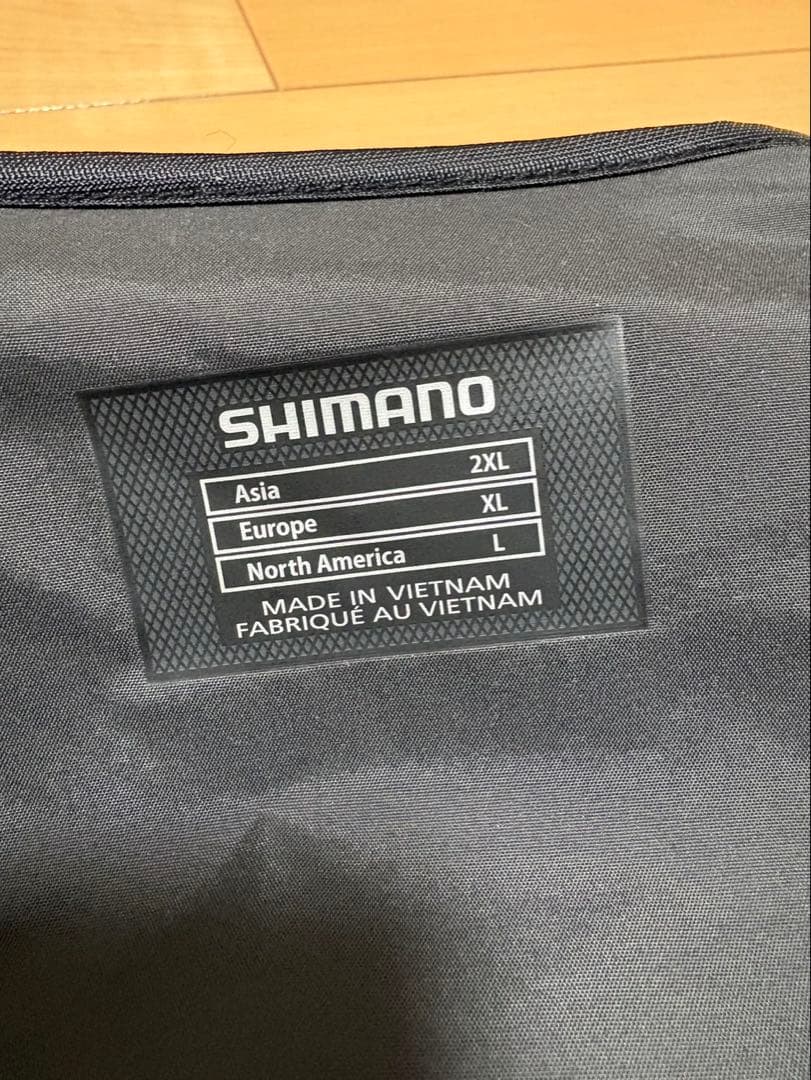 SHIMANO
Asia 2XL
Europe XL
North America L
MADE IN VIETNAM
FABRIQUÉ AU VIETNAM